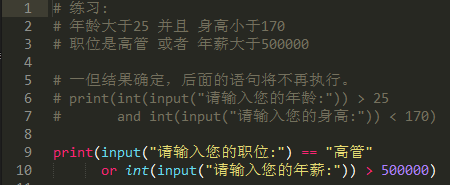 1 # 练习:
2 # 年龄大于25 并且 身高小于170
3 # 职位是高管 或者 年薪大于500000
4
5 # 一但结果确定，后面的语句将不再执行。
6 # print(int(input("请输入您的年龄:")) > 25
7 #       and int(input("请输入您的身高:")) < 170)
8
9 print(input("请输入您的职位:") == "高管"
10       or int(input("请输入您的年薪:")) > 500000)